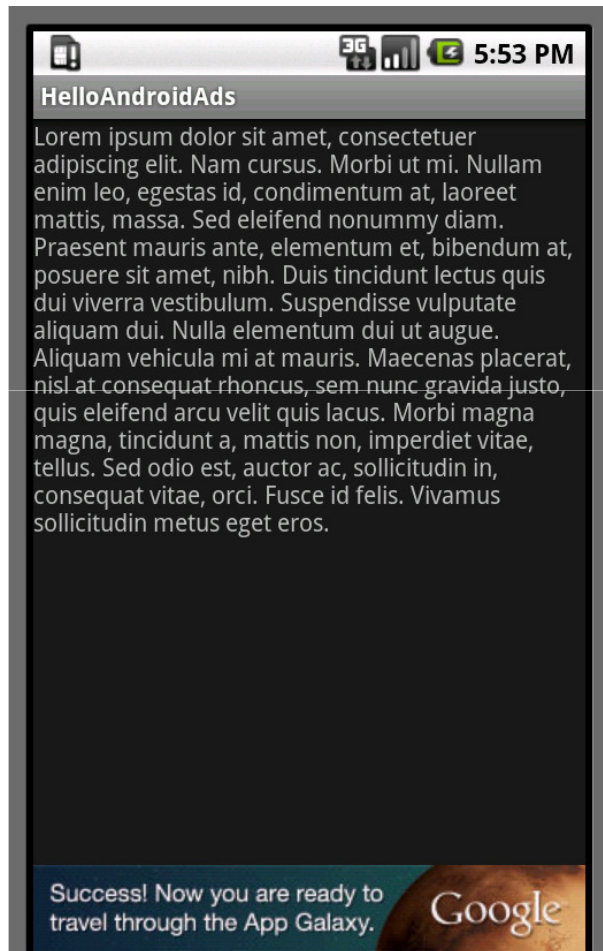 3G
5:53 PM
HelloAndroidAds
Lorem ipsum dolor sit amet, consectetuer
adipiscing elit. Nam cursus. Morbi ut mi. Nullam
enim leo, egestas id, condimentum at, laoreet
mattis, massa. Sed eleifend nonummy diam.
Praesent mauris ante, elementum et, bibendum at,
posuere sit amet, nibh. Duis tincidunt lectus quis
dui viverra vestibulum. Suspendisse vulputate
aliquam dui. Nulla elementum dui ut augue.
Aliquam vehicula mi at mauris. Maecenas placerat,
nisl at consequat rhoncus, sem nunc gravida justo,
quis eleifend arcu velit quis lacus. Morbi magna
magna, tincidunt a, mattis non, imperdiet vitae,
tellus. Sed odio est, auctor ac, sollicitudin in,
consequat vitae, orci. Fusce id felis. Vivamus
sollicitudin metus eget eros.
Success! Now you are ready to
travel through the App Galaxy.
Google